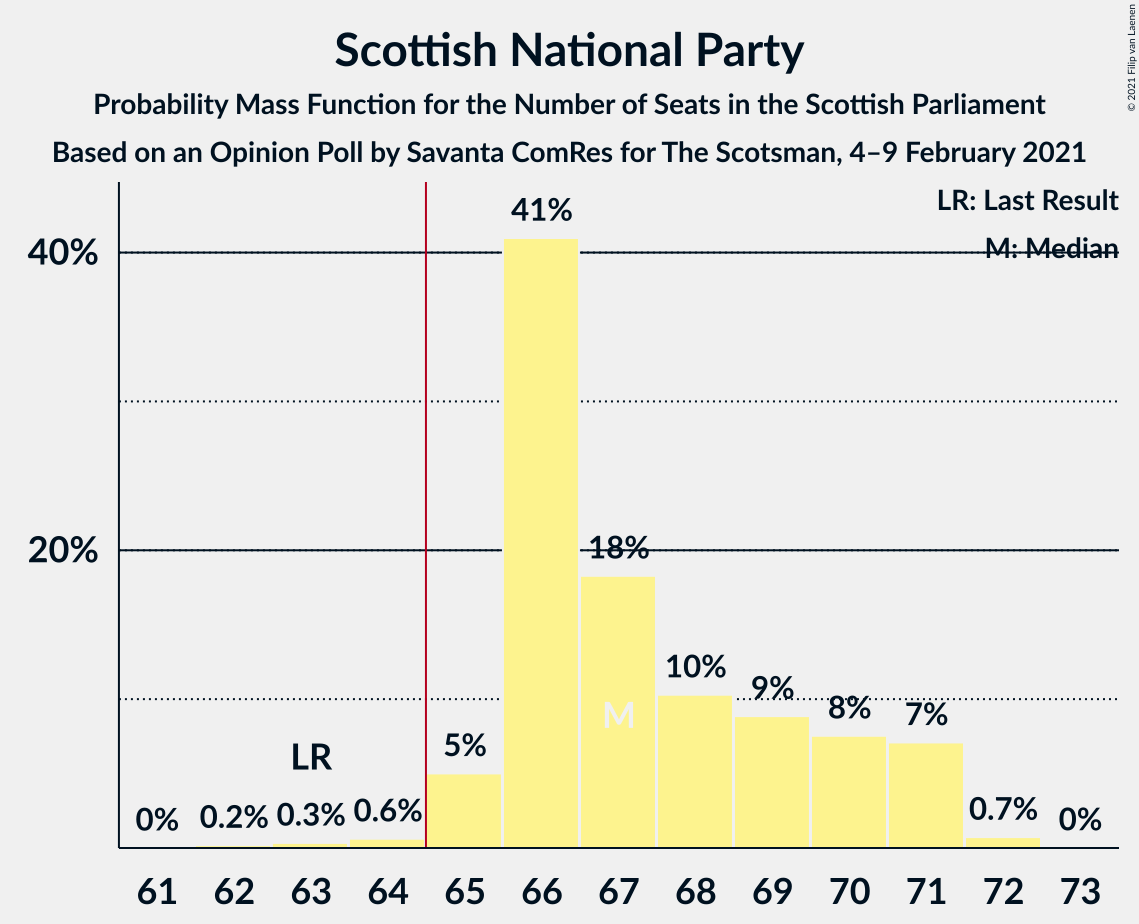 Scottish National Party
Probability Mass Function for the Number of Seats in the Scottish Parliament
Based on an Opinion Poll by Savanta ComRes for The Scotsman, 4–9 February 2021
© 2021 Filip van Laenen
LR: Last Result
M: Median
40%
20%
0%
0.2%
0.3%
LR
0.6%
5%
41%
18%
M
10%
9%
8%
7%
0.7%
0%
61 62 63 64 65 66 67 68 69 70 71 72 73